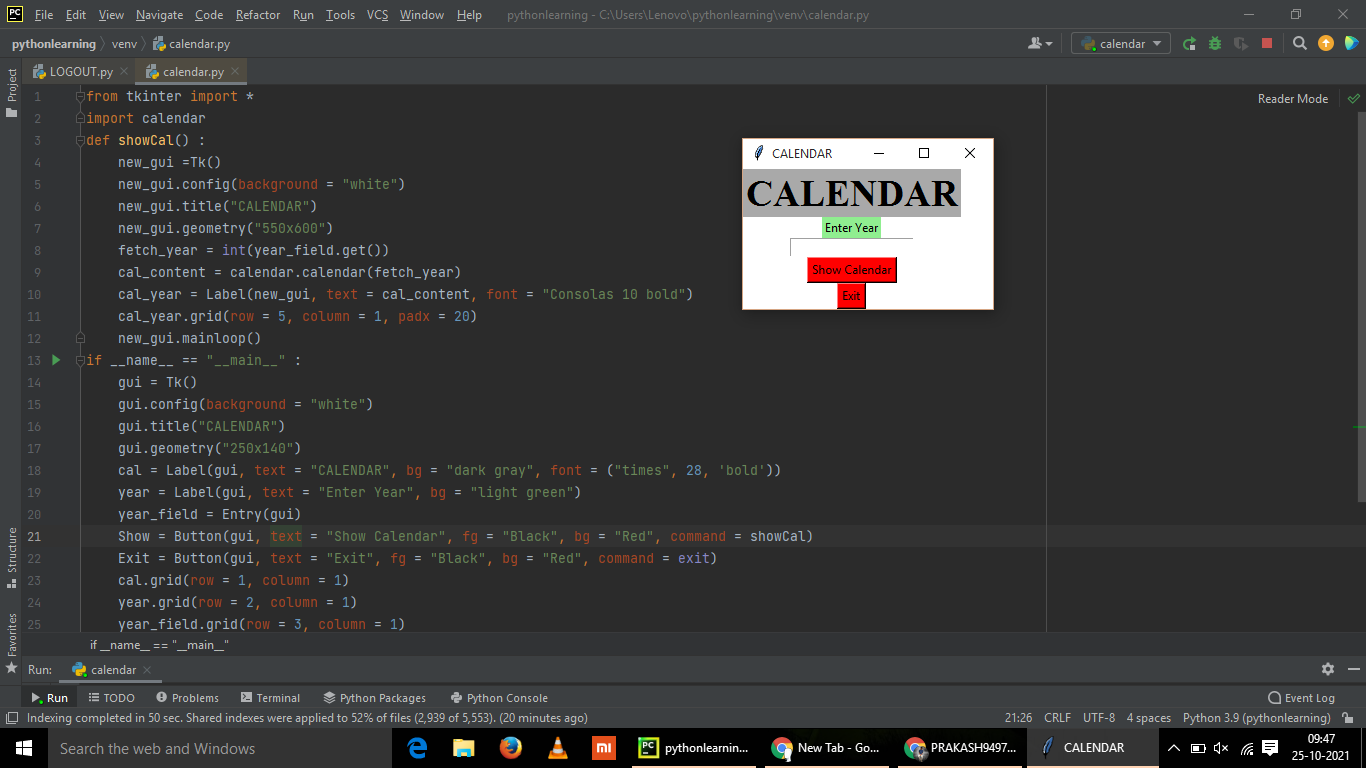 File Edit View Navigate Code Refactor Run Tools VCS Window Help pythonlearning - C:\Users\Lenovo\pythonlearning\venv\calendar.py
pythonlearning venv calendar.py calendar
LOGOUT.py calendar.py
Project
Reader Mode
1 from tkinter import *
2 import calendar
3 def showCal() :
4 new_gui =Tk()
5 new_gui.config(background = "white")
6 new_gui.title("CALENDAR")
7 new_gui.geometry("550x600")
8 fetch_year = int(year_field.get())
9 cal_content = calendar.calendar(fetch_year)
10 cal_year = Label(new_gui, text = cal_content, font = "Consolas 10 bold")
11 cal_year.grid(row = 5, column = 1, padx = 20)
12 new_gui.mainloop()
13 if __name__ == "__main__" :
14 gui = Tk()
15 gui.config(background = "white")
16 gui.title("CALENDAR")
17 gui.geometry("250x140")
18 cal = Label(gui, text = "CALENDAR", bg = "dark gray", font = ("times", 28, 'bold'))
19 year = Label(gui, text = "Enter Year", bg = "light green")
20 year_field = Entry(gui)
21 Show = Button(gui, text = "Show Calendar", fg = "Black", bg = "Red", command = showCal)
22 Exit = Button(gui, text = "Exit", fg = "Black", bg = "Red", command = exit)
23 cal.grid(row = 1, column = 1)
24 year.grid(row = 2, column = 1)
25 year_field.grid(row = 3, column = 1)
CALENDAR
CALENDAR
Enter Year
Show Calendar
Exit
Structure
Favorites
if __name__ == "__main__"
Run: calendar
Run TODO Problems Terminal Python Packages Python Console Event Log
Indexing completed in 50 sec. Shared indexes were applied to 52% of files (2,939 of 5,553). (20 minutes ago) 21:26 CRLF UTF-8 4 spaces Python 3.9 (pythonlearning)
Search the web and Windows pythonlearning... New Tab - Go... PRAKASH9497... CALENDAR 09:47
25-10-2021